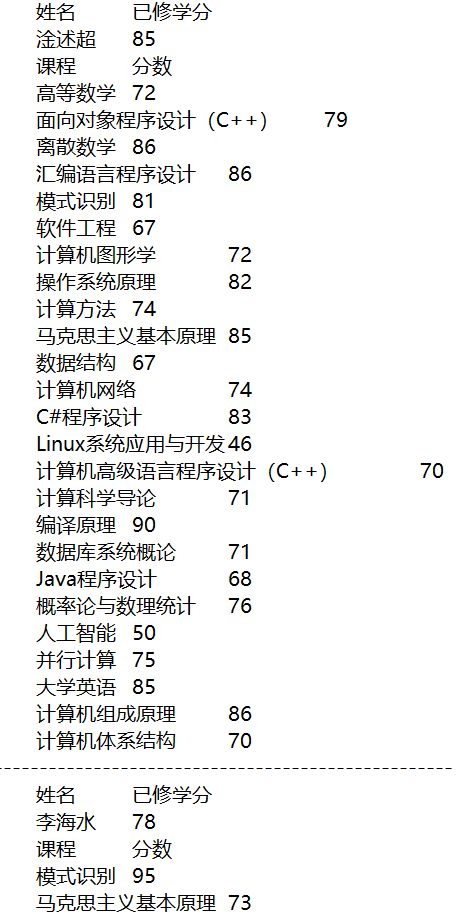 姓名 已修学分
淦述超 85
课程 分数
高等数学 72
面向对象程序设计（C++） 79
离散数学 86
汇编语言程序设计 86
模式识别 81
软件工程 67
计算机图形学 72
操作系统原理 82
计算方法 74
马克思主义基本原理 85
数据结构 67
计算机网络 74
C#程序设计 83
Linux系统应用与开发 46
计算机高级语言程序设计（C++） 70
计算科学导论 71
编译原理 90
数据库系统概论 71
Java程序设计 68
概率论与数理统计 76
人工智能 50
并行计算 75
大学英语 85
计算机组成原理 86
计算机体系结构 70
--------------------------------------------------------
姓名 已修学分
李海水 78
课程 分数
模式识别 95
马克思主义基本原理 73